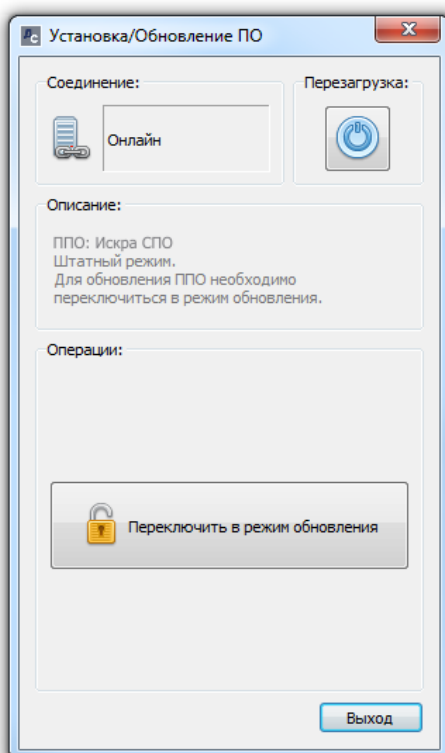 Установка/Обновление ПО
Соединение:
Перезагрузка:
Онлайн
Описание:
ППО: Искра СПО
Штатный режим.
Для обновления ППО необходимо
переключиться в режим обновления.
Операции:
Переключить в режим обновления
Выход